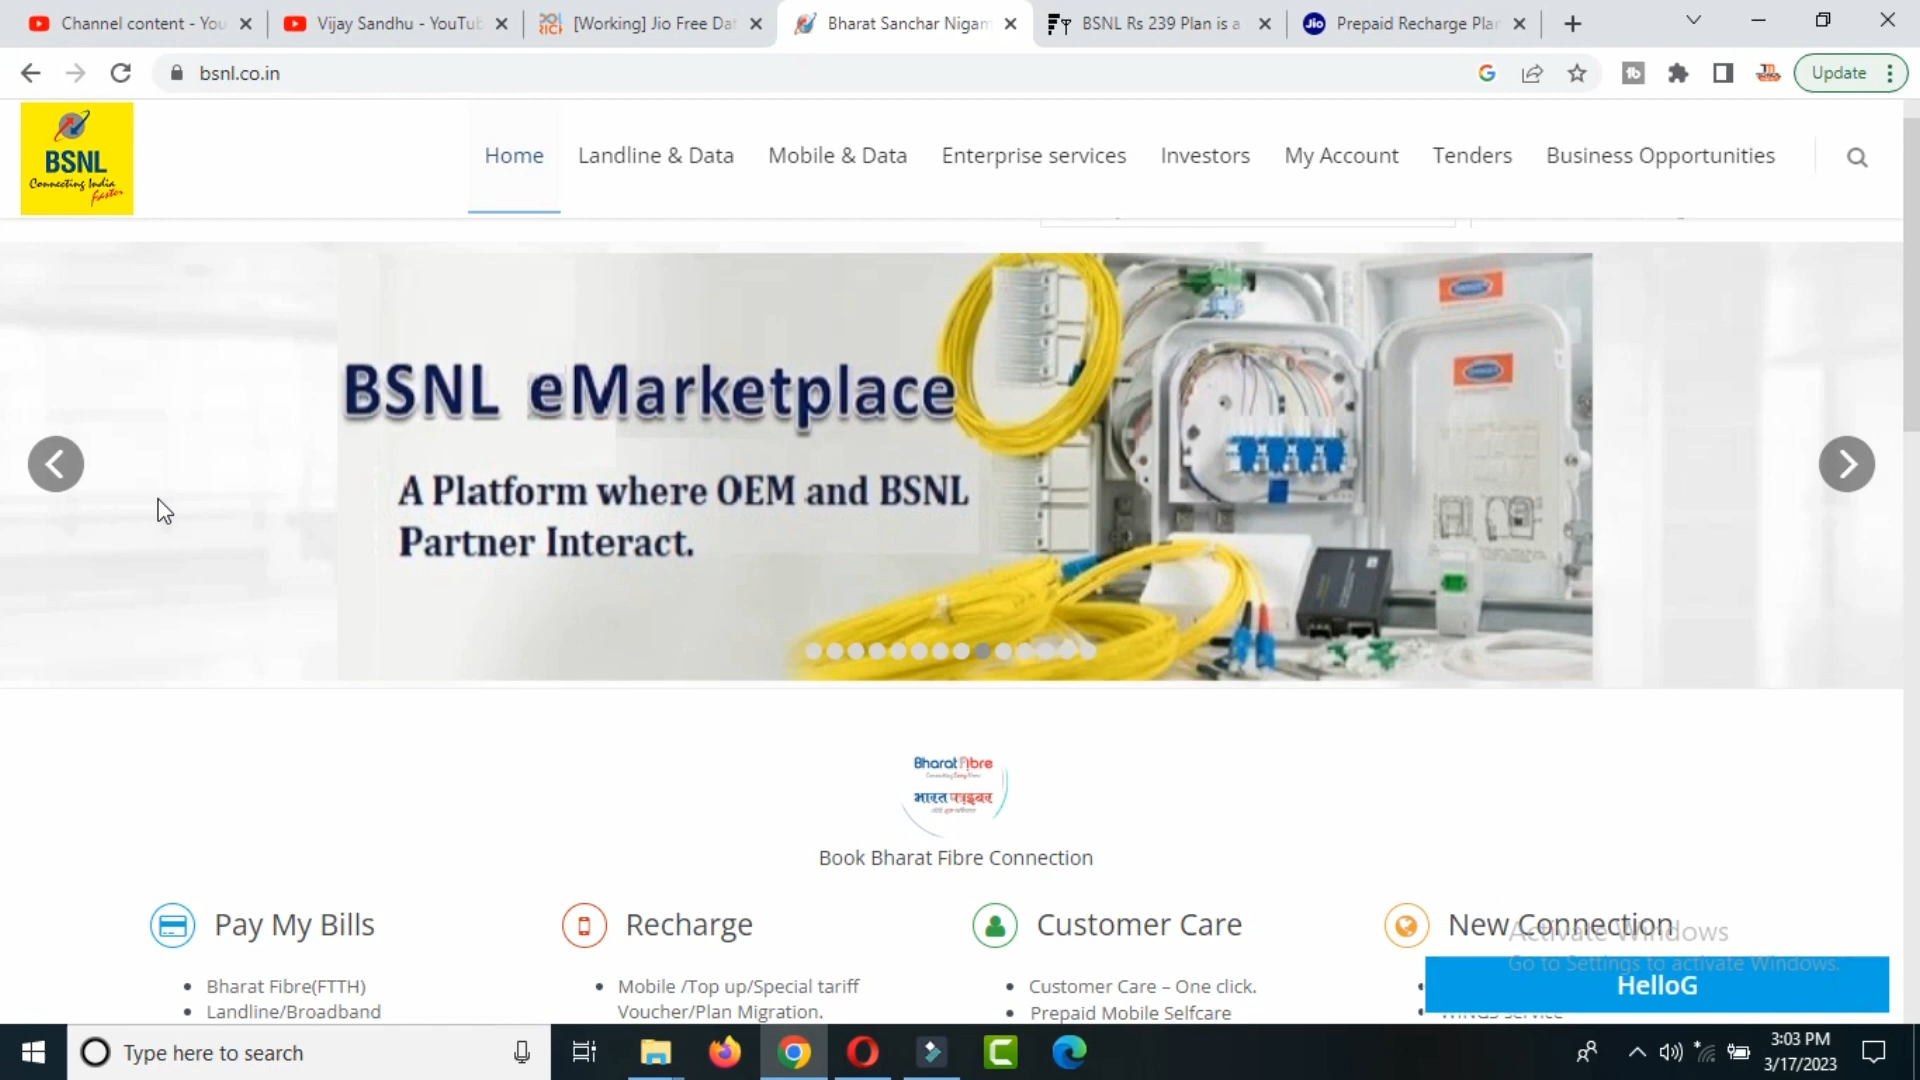 Channel content - You
Vijay Sandhu - YouTub
[Working] Jio Free Dat
Bharat Sanchar Nigam
BSNL Rs 239 Plan is a
Jio
Prepaid Recharge Plan
bsnl.co.in
Update
BSNL
Connecting India
Faster
Home
Landline & Data
Mobile & Data
Enterprise services
Investors
My Account
Tenders
Business Opportunities
BSNL eMarketplace
A Platform where OEM and BSNL
Partner Interact.
Bharat Fibre
भारत फाइबर
Book Bharat Fibre Connection
Pay My Bills
Recharge
Customer Care
New Connection
Bharat Fibre(FTTH)
Landline/Broadband
Mobile /Top up/Special tariff
Voucher/Plan Migration.
Customer Care – One click.
Prepaid Mobile Selfcare
Activate Windows
Go to Settings to activate Windows.
HelloG
Type here to search
3:03 PM
3/17/2023